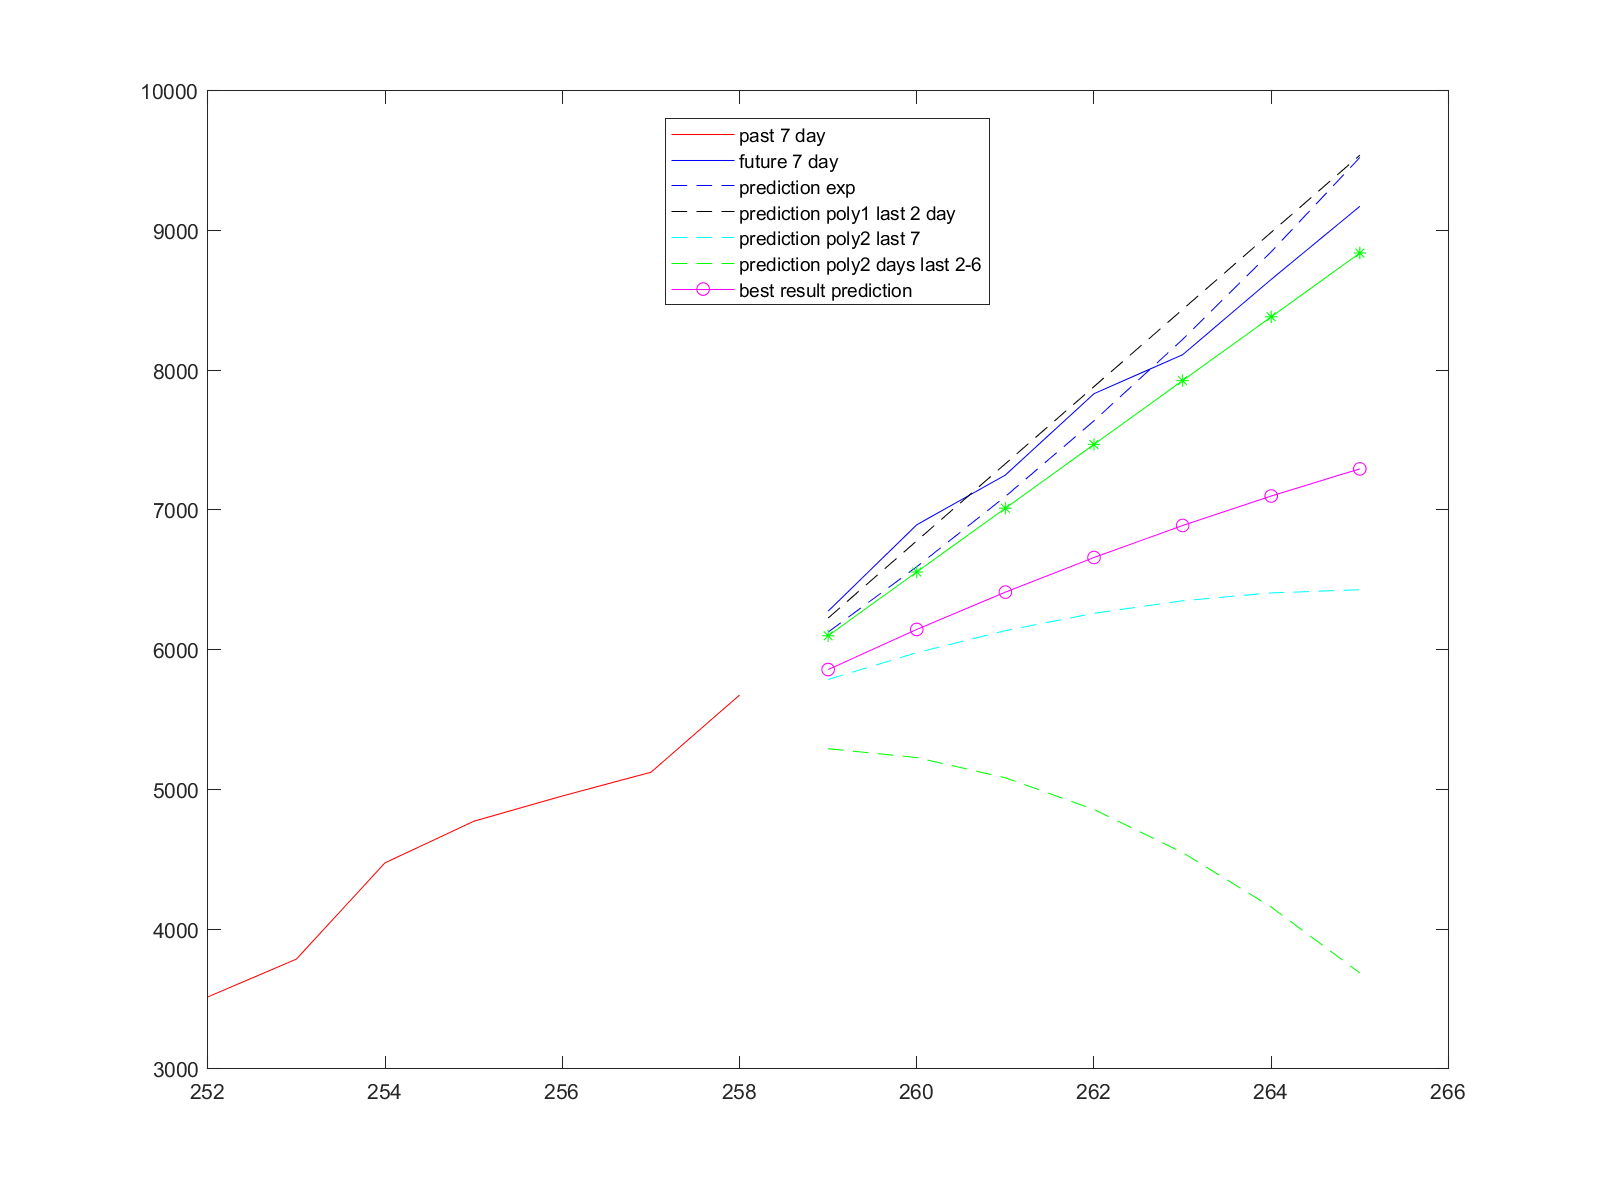 10000
9000
8000
7000
6000
5000
4000
3000
past 7 day
future 7 day
prediction exp
prediction poly1 last 2 day
prediction poly2 last 7
prediction poly2 days last 2-6
best result prediction
252 254 256 258 260 262 264 266